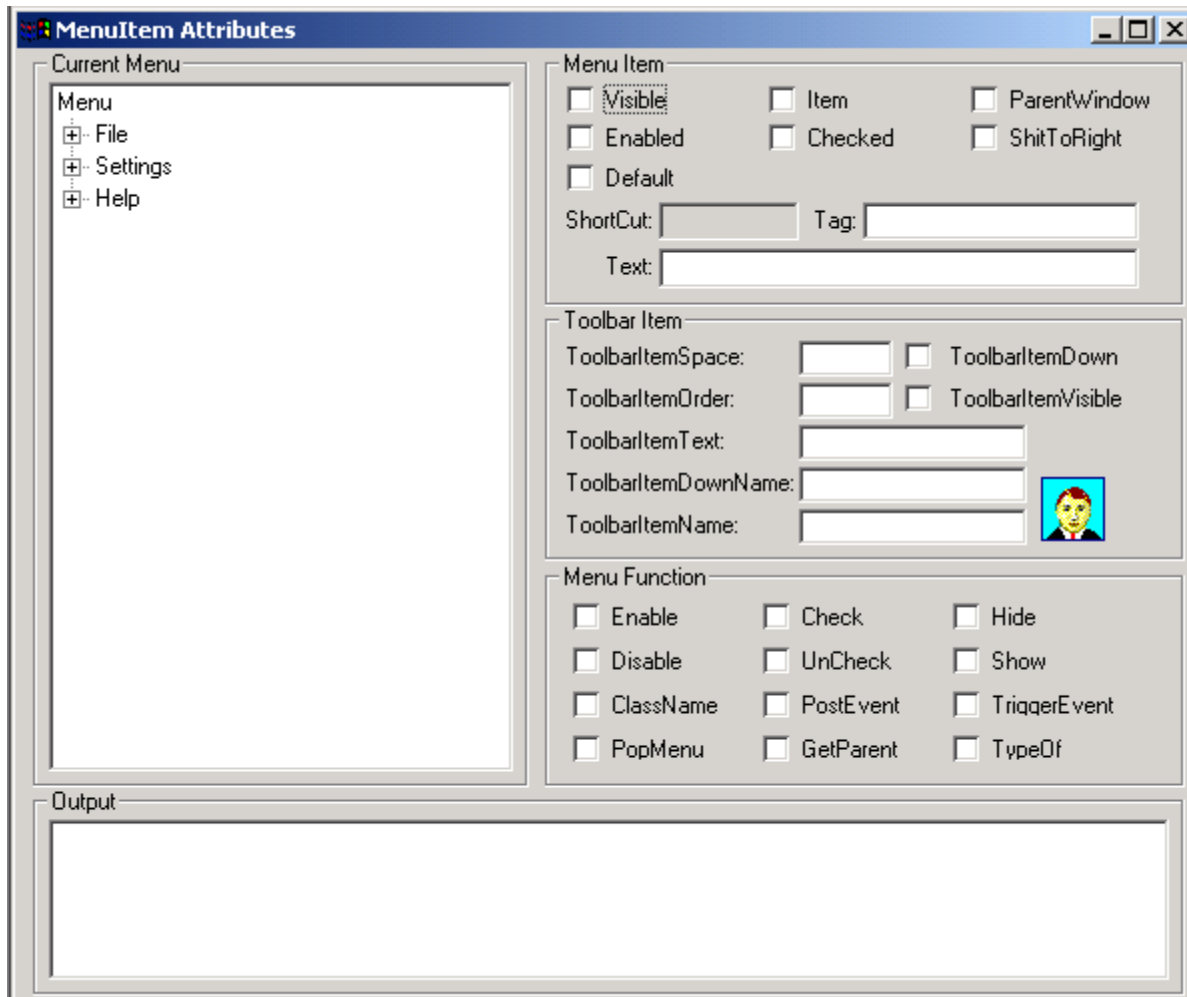 MenuItem Attributes
Current Menu
Menu
File
Settings
Help
Menu Item
Visible Item ParentWindow
Enabled Checked ShitToRight
Default
ShortCut: Tag:
Text:
Toolbar Item
ToolbarItemSpace: ToolbarItemDown
ToolbarItemOrder: ToolbarItemVisible
ToolbarItemText:
ToolbarItemDownName:
ToolbarItemName:
Menu Function
Enable Check Hide
Disable UnCheck Show
ClassName PostEvent TriggerEvent
PopMenu GetParent TypeOf
Output